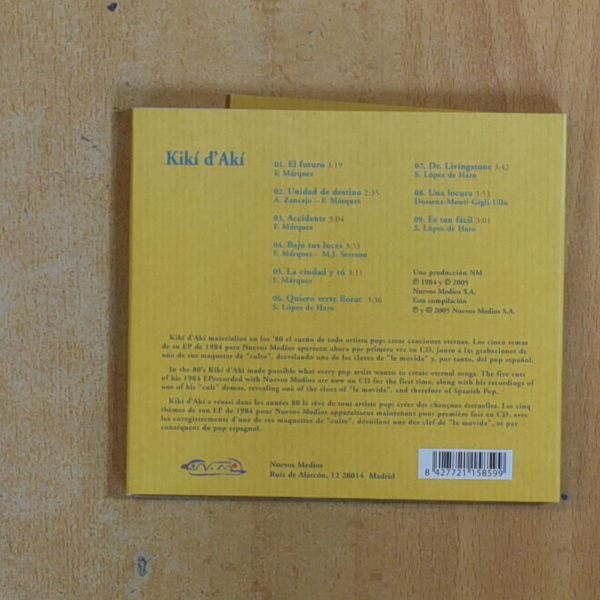 Kikí d'Akí
01. El futuro 3:19
F. Márquez
02. Unidad de destino 2:35
A. Zancajo – F. Márquez
03. Accidente 3:04
F. Márquez
04. Bajo tus luces 3:33
F. Márquez – M.J. Serrano
05. La ciudad y tú 3:11
F. Márquez
06. Quiero verte llorar 3:36
S. López de Haro
07. Dr. Livingstone 3:42
S. López de Haro
08. Una locura 3:53
Dossena-Monti-Gigli-Ullu
09. Es tan fácil 3:01
S. López de Haro
Una producción NM
℗ 1984 y © 2005
Nuevos Medios S.A.
Esta compilación
℗ y © 2005 Nuevos Medios S.A.
Kikí d'Akí materializó en los '80 el sueño de todo artista pop: crear canciones eternas. Los cinco temas
de su EP de 1984 para Nuevos Medios aparecen ahora por primera vez en CD, junto a las grabaciones de
una de sus maquetas de "culto", desvelando una de las claves de "la movida" y, por tanto, del pop español.
In the 80's Kikí d'Akí made possible what every pop artist wants: to create eternal songs. The five cuts
of his 1984 EPrecorded with Nuevos Medios are now on CD for the first time, along with his recordings of
one of his "cult" demos, revealing one of the clues of "la movida", and therefore of Spanish Pop.
Kikí d'Akí a réussi dans les années 80 le rêve de tout artiste pop: créer des chansons éternelles. Les cinq
thèmes de son EP de 1984 pour Nuevos Medios apparaissent maintenant pour première fois en CD, avec
les enregistrements d'une de ses maquettes de "culte", dévoilant une des clef de "la movida", et par
conséquent du pop espagnol.
Nuevos Medios
Ruiz de Alarcón, 12 28014 Madrid
8 427721 158599